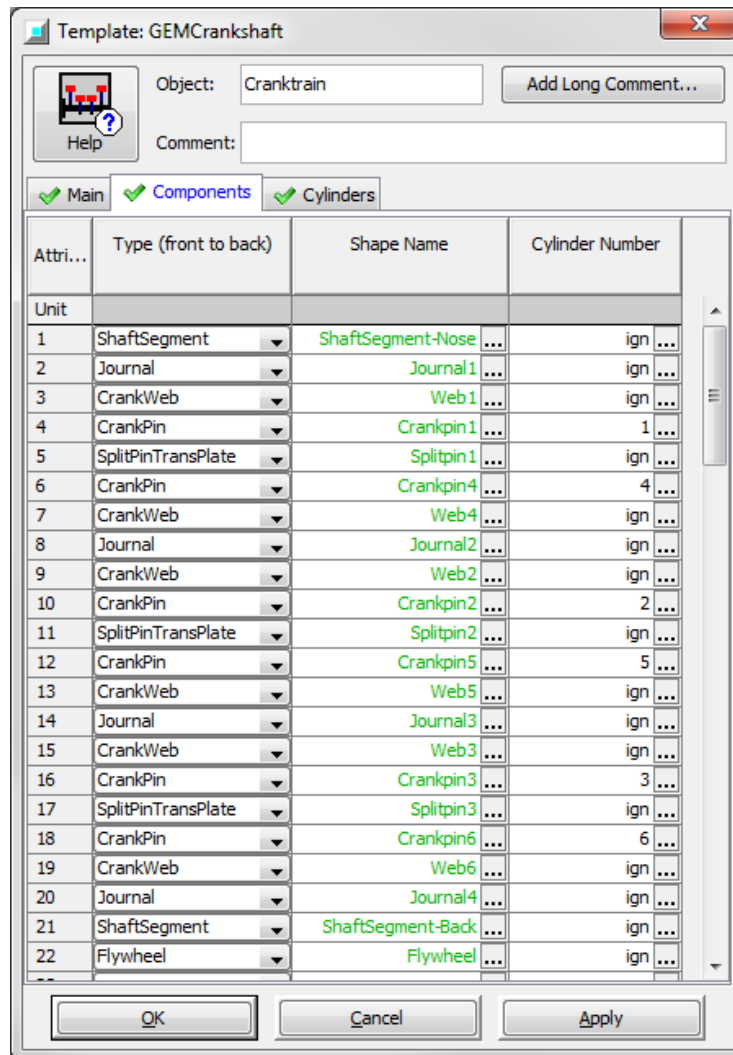 Template: GEMCrankshaft
Object: Cranktrain Add Long Comment...
Help Comment:
Main Components Cylinders
Attri... Type (front to back) Shape Name Cylinder Number
Unit
1 ShaftSegment ShaftSegment-Nose ... ign ...
2 Journal Journal1 ... ign ...
3 CrankWeb Web1 ... ign ...
4 CrankPin Crankpin1 ... 1 ...
5 SplitPinTransPlate Splitpin1 ... ign ...
6 CrankPin Crankpin4 ... 4 ...
7 CrankWeb Web4 ... ign ...
8 Journal Journal2 ... ign ...
9 CrankWeb Web2 ... ign ...
10 CrankPin Crankpin2 ... 2 ...
11 SplitPinTransPlate Splitpin2 ... ign ...
12 CrankPin Crankpin5 ... 5 ...
13 CrankWeb Web5 ... ign ...
14 Journal Journal3 ... ign ...
15 CrankWeb Web3 ... ign ...
16 CrankPin Crankpin3 ... 3 ...
17 SplitPinTransPlate Splitpin3 ... ign ...
18 CrankPin Crankpin6 ... 6 ...
19 CrankWeb Web6 ... ign ...
20 Journal Journal4 ... ign ...
21 ShaftSegment ShaftSegment-Back ... ign ...
22 Flywheel Flywheel ... ign ...
OK Cancel Apply